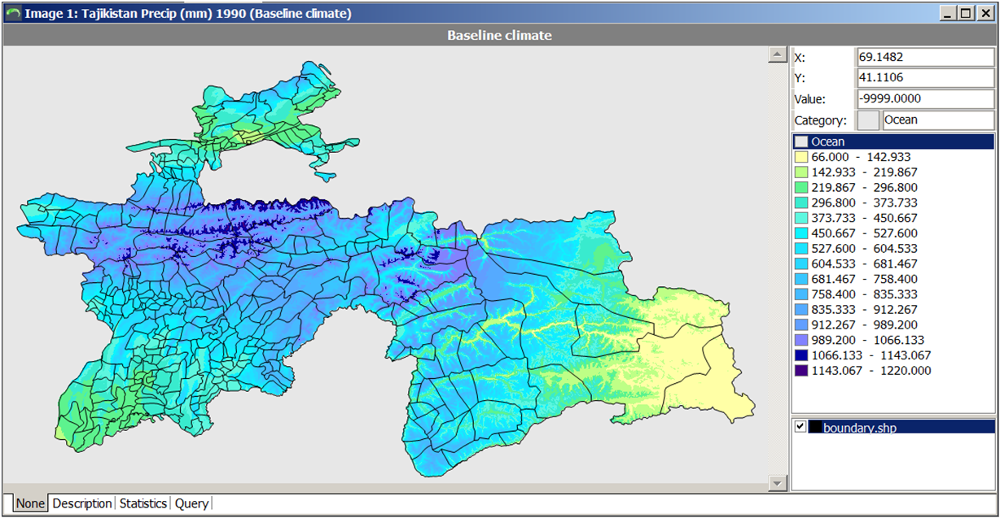 Image 1: Tajikistan Precip (mm) 1990 (Baseline climate)
Baseline climate
X: 69.1482
Y: 41.1106
Value: -9999.0000
Category: Ocean
Ocean
66.000 - 142.933
142.933 - 219.867
219.867 - 296.800
296.800 - 373.733
373.733 - 450.667
450.667 - 527.600
527.600 - 604.533
604.533 - 681.467
681.467 - 758.400
758.400 - 835.333
835.333 - 912.267
912.267 - 989.200
989.200 - 1066.133
1066.133 - 1143.067
1143.067 - 1220.000
boundary.shp
None Description Statistics Query